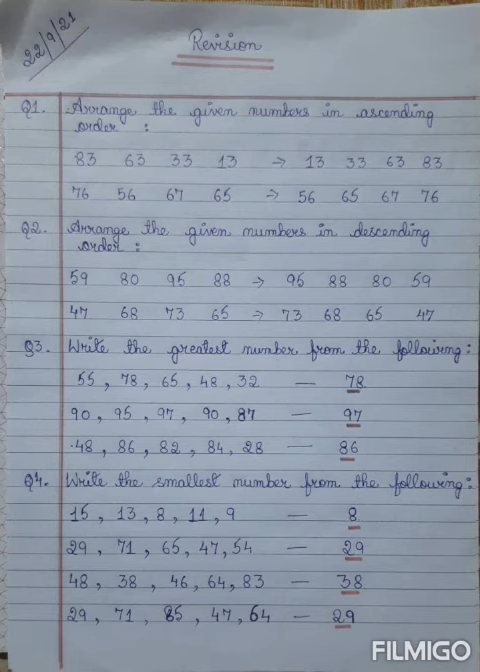 22/9/21
Revision
Q1. Arrange the given numbers in ascending
order :
83 63 33 13 → 13 33 63 83
76 56 67 65 → 56 65 67 76
Q2. Arrange the given numbers in descending
order :
59 80 95 88 → 95 88 80 59
47 68 73 65 → 73 68 65 47
Q3. Write the greatest number from the following :
55, 78, 65, 48, 32 — 78
90, 95, 97, 90, 87 — 97
48, 86, 82, 84, 28 — 86
Q4. Write the smallest number from the following :
15, 13, 8, 11, 9 — 8
29, 71, 65, 47, 54 — 29
48, 38, 46, 64, 83 — 38
29, 71, 85, 47, 64 — 29
FILMIGO